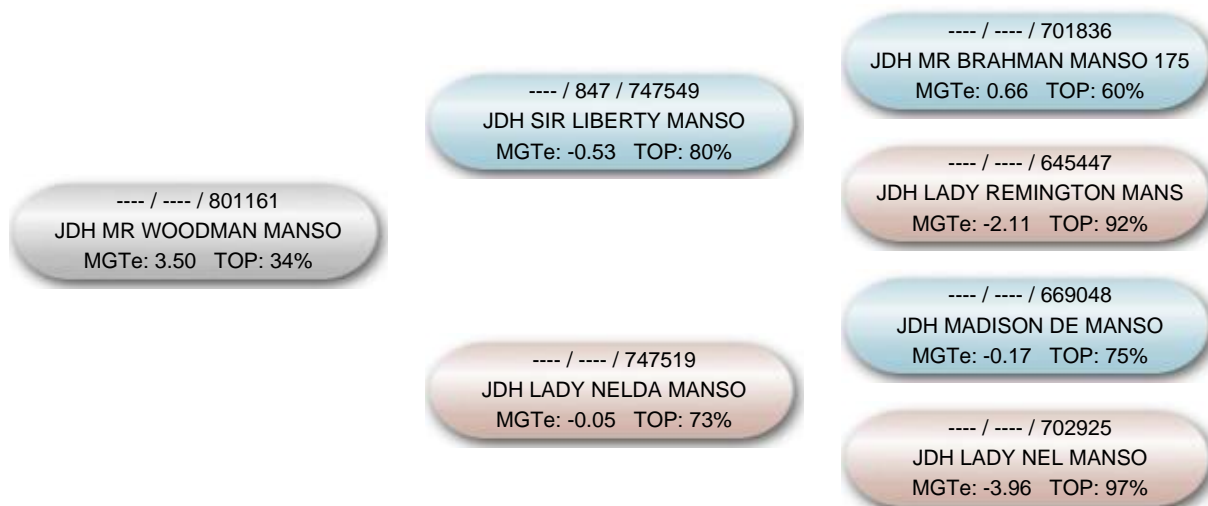 ---- / ---- / 801161
JDH MR WOODMAN MANSO
MGTe: 3.50 TOP: 34%
---- / 847 / 747549
JDH SIR LIBERTY MANSO
MGTe: -0.53 TOP: 80%
---- / ---- / 747519
JDH LADY NELDA MANSO
MGTe: -0.05 TOP: 73%
---- / ---- / 701836
JDH MR BRAHMAN MANSO 175
MGTe: 0.66 TOP: 60%
---- / ---- / 645447
JDH LADY REMINGTON MANS
MGTe: -2.11 TOP: 92%
---- / ---- / 669048
JDH MADISON DE MANSO
MGTe: -0.17 TOP: 75%
---- / ---- / 702925
JDH LADY NEL MANSO
MGTe: -3.96 TOP: 97%